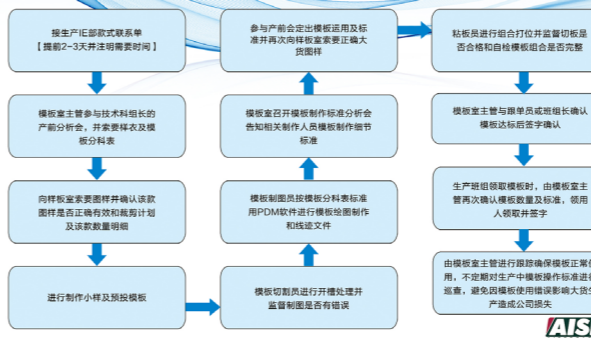 接生产IE部款式联系单
【提前2-3天并注明需要时间】
模板室主管参与技术科组长的
产前分析会，并索要样衣及模
板分科表
向样板室索要图样并确认该款
图样是否正确有效和裁剪计划
及该款数量明细
进行制作小样及预投模板
模板切割员进行开槽处理并
监督制图是否有错误
模板制图员按模板分科表标准
用PDM软件进行模板绘图制作
和线迹文件
模板室召开模板制作标准分析会
告知相关制作人员模板制作细节
标准
参与产前会定出模板运用及标
准并再次向样板室索要正确大
货图样
粘板员进行组合打位并监督切板是
否合格和自检模板组合是否完整
模板室主管与跟单员或班组长确认
模板达标后签字确认
生产班组领取模板时，由模板室主
管再次确认模板数量及标准，领用
人领取并签字
由模板室主管进行跟踪确保模板正常使
用，不定期对生产中模板操作标准进行
巡查，避免因模板使用错误影响大货生
产造成公司损失
AIS